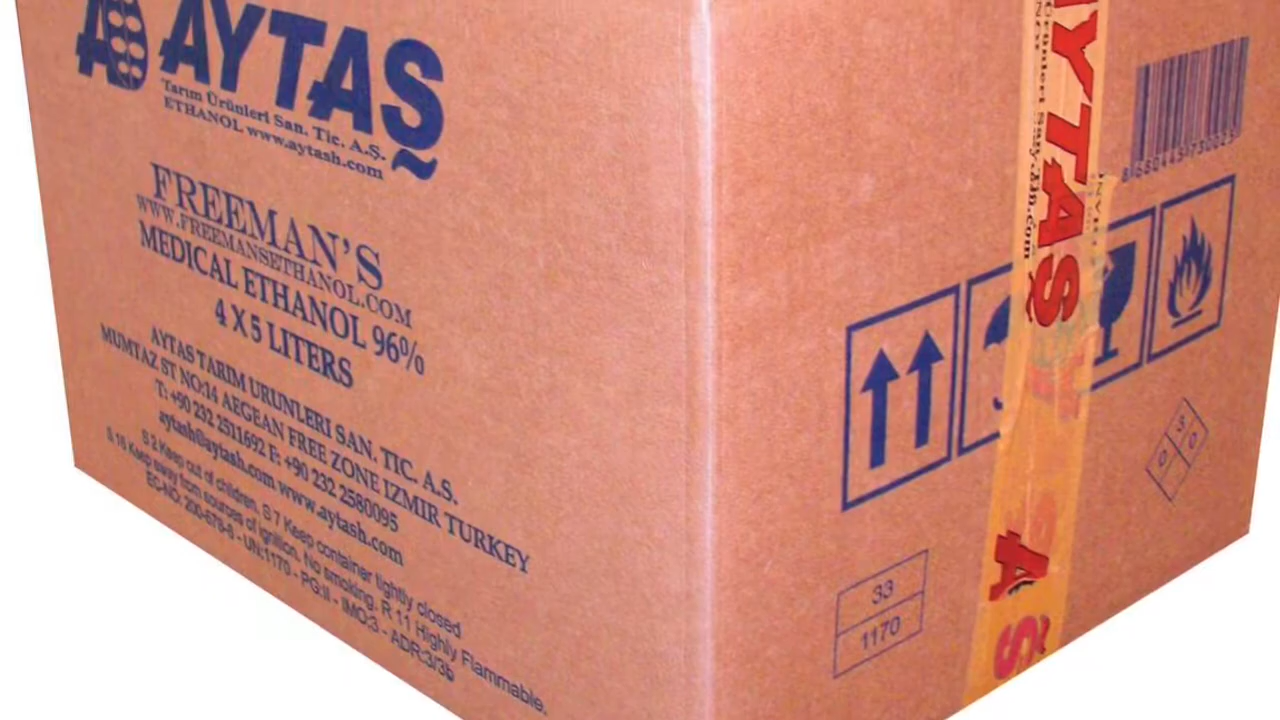 AYTAŞ
Tarım Ürünleri San. Tic. A.Ş.
ETHANOL www.aytash.com
FREEMAN'S
WWW.FREEMANSETHANOL.COM
MEDICAL ETHANOL 96%
4 X 5 LITERS
AYTAS TARIM URUNLERI SAN. TIC. A.S.
MUMTAZ ST NO:14 AEGEAN FREE ZONE IZMIR TURKEY
T: +90 232 2511692 F: +90 232 2580095
aytash@aytash.com www.aytash.com
S 2 Keep out of children, S 7 Keep container tightly closed
S 16 Keep away from sources of ignition, No smoking. R 11 Highly Flammable.
EC-NO: 200-578-6 - UN:1170 - PG:II - IMO:3 - ADR:3/3b
AYTAŞ
8680445730025
3
0 0
33
1170
A
Ş